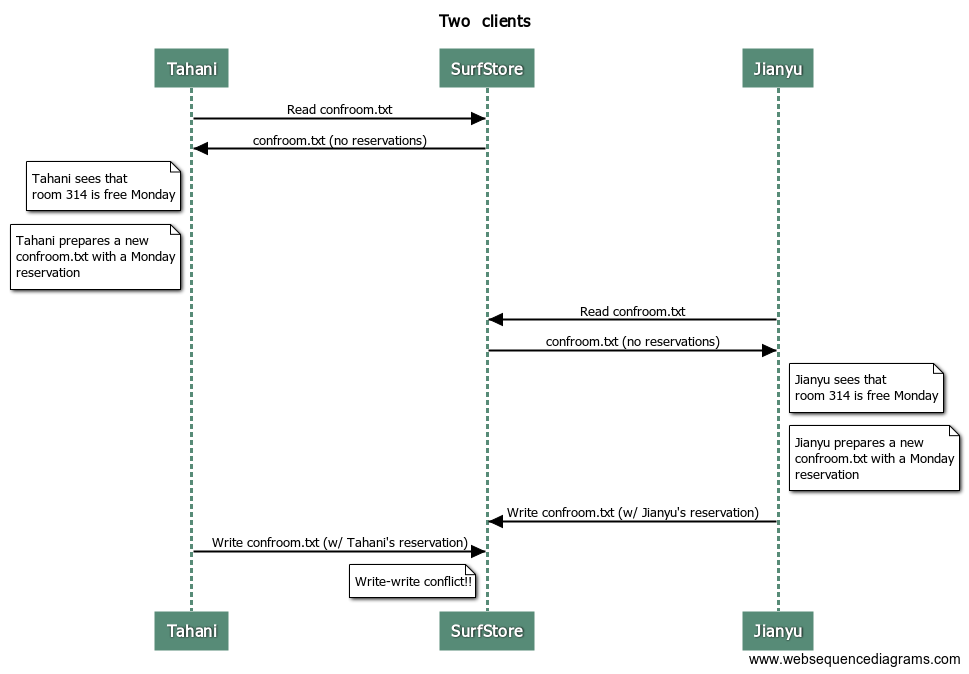 Two clients
Tahani
SurfStore
Jianyu
Read confroom.txt
confroom.txt (no reservations)
Tahani sees that
room 314 is free Monday
Tahani prepares a new
confroom.txt with a Monday
reservation
Read confroom.txt
confroom.txt (no reservations)
Jianyu sees that
room 314 is free Monday
Jianyu prepares a new
confroom.txt with a Monday
reservation
Write confroom.txt (w/ Jianyu's reservation)
Write confroom.txt (w/ Tahani's reservation)
Write-write conflict!!
Tahani
SurfStore
Jianyu
www.websequencediagrams.com